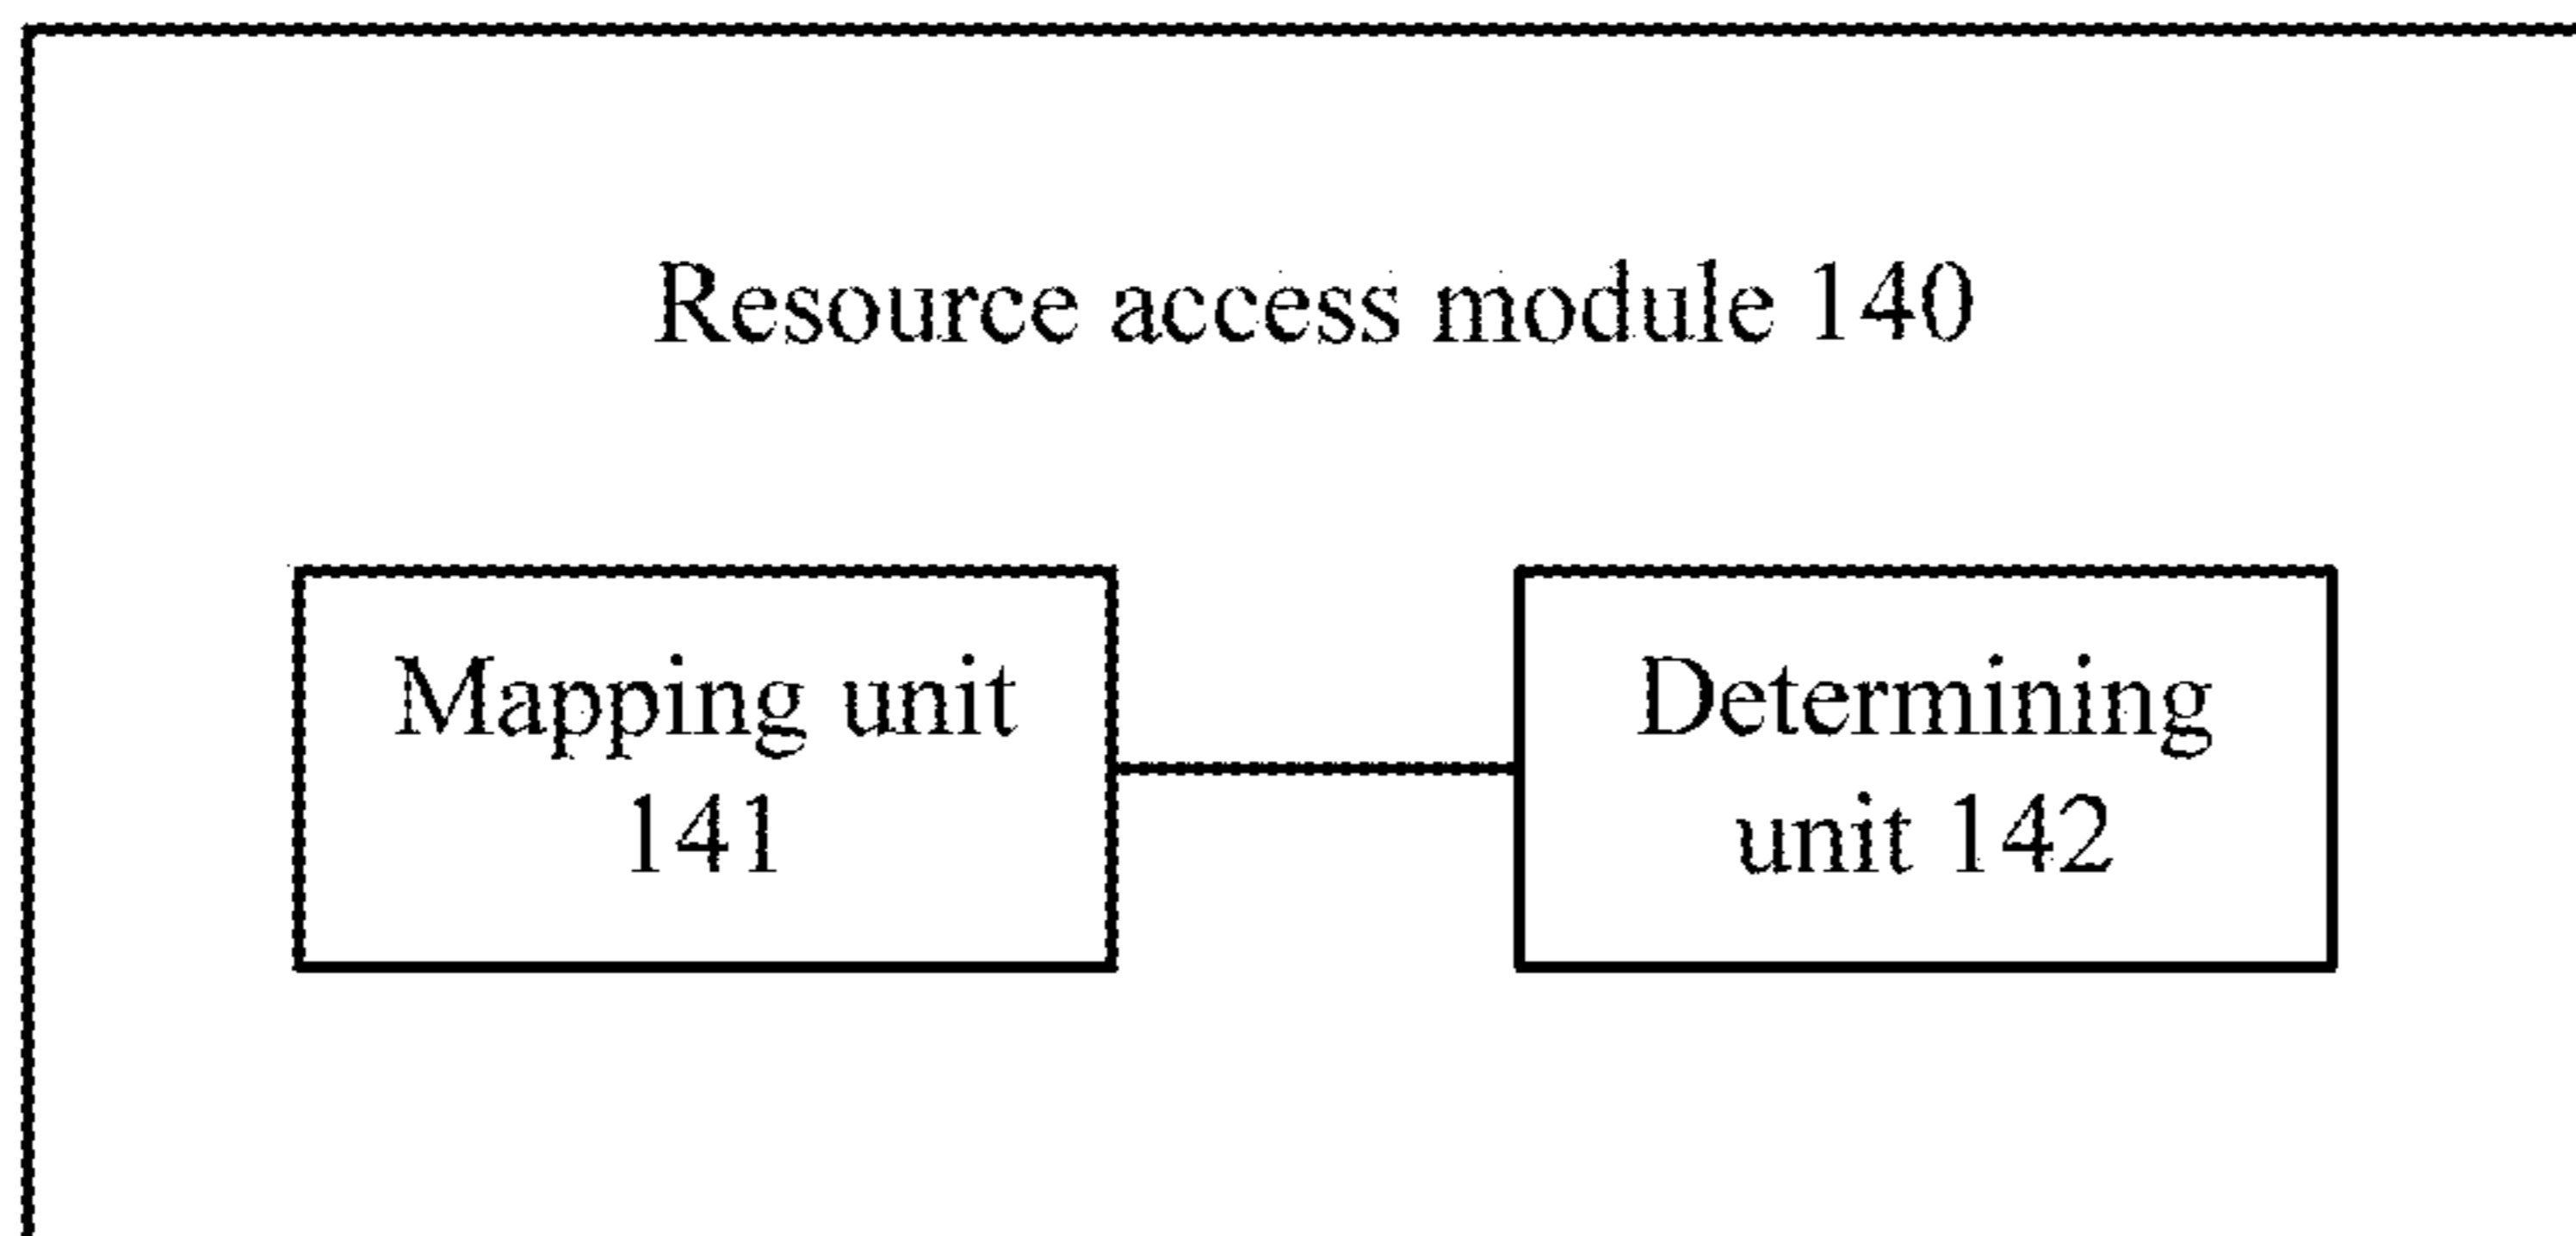 Resource access module 140
Mapping unit
141
Determining
unit 142